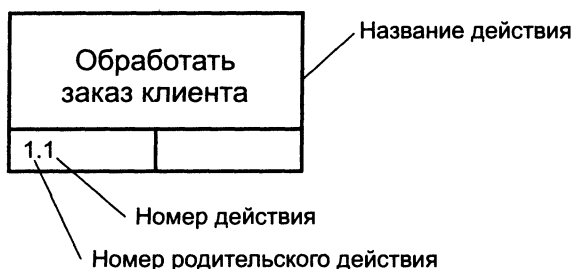 Название действия
Обработать
заказ клиента
1.1
Номер действия
Номер родительского действия